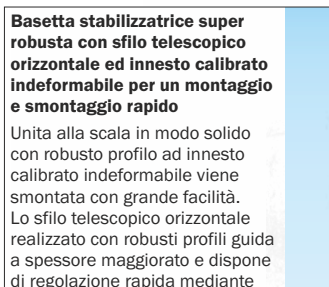 Basetta stabilizzatrice super
robusta con sfilo telescopico
orizzontale ed innesto calibrato
indeformabile per un montaggio
e smontaggio rapido
Unita alla scala in modo solido
con robusto profilo ad innesto
calibrato indeformabile viene
smontata con grande facilità.
Lo sfilo telescopico orizzontale
realizzato con robusti profili guida
a spessore maggiorato e dispone
di regolazione rapida mediante